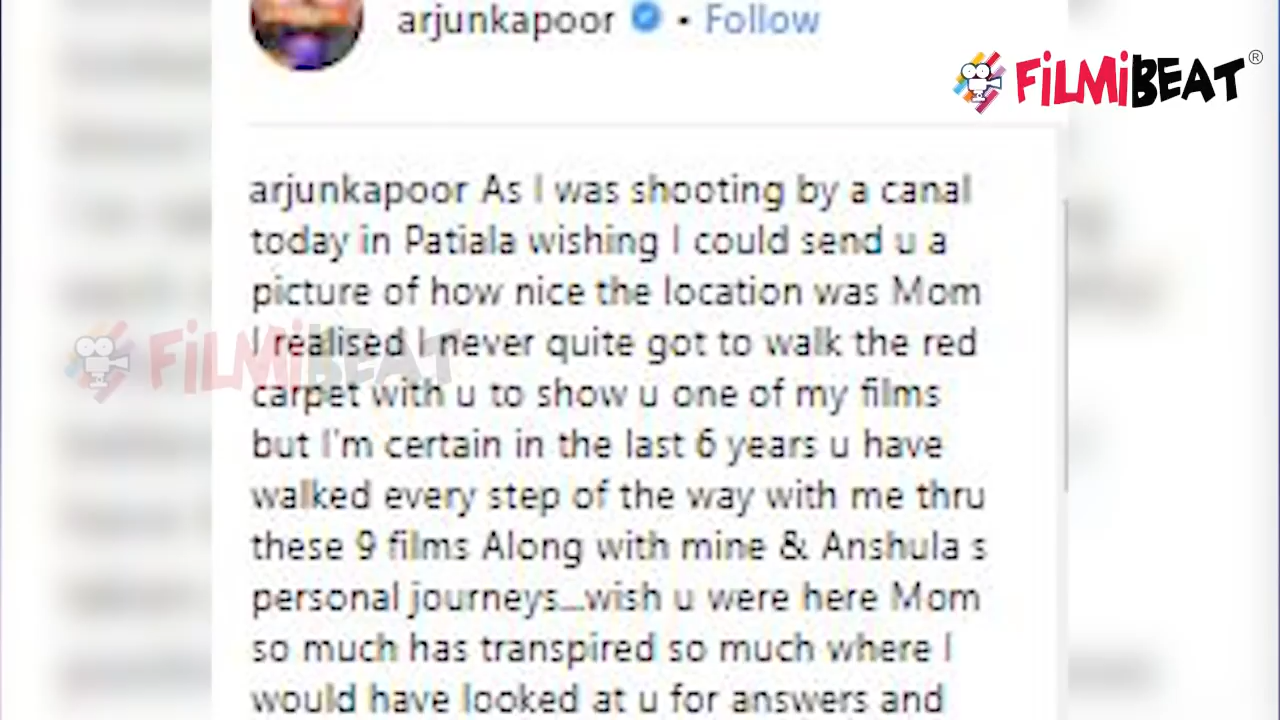 arjunkapoor • Follow
FiLMiBEAT®
arjunkapoor As I was shooting by a canal
today in Patiala wishing I could send u a
picture of how nice the location was Mom
I realised I never quite got to walk the red
carpet with u to show u one of my films
but I'm certain in the last 6 years u have
walked every step of the way with me thru
these 9 films Along with mine & Anshula s
personal journeys...wish u were here Mom
so much has transpired so much where I
would have looked at u for answers and
FiLMiBEAT